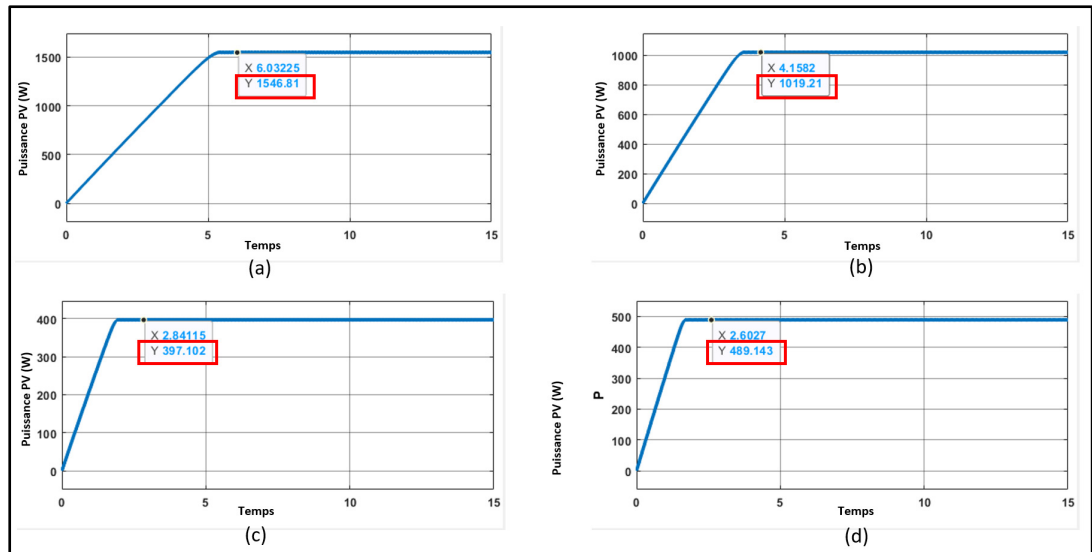 Puissance PV (W)
1500
1000
500
0
X 6.03225
Y 1546.81
0
5
10
15
Temps
(a)
Puissance PV (W)
1000
800
600
400
200
0
X 4.1582
Y 1019.21
0
5
10
15
Temps
(b)
Puissance PV (W)
400
300
200
100
0
X 2.84115
Y 397.102
0
5
10
15
Temps
(c)
Puissance PV (W)
P
500
400
300
200
100
0
X 2.6027
Y 489.143
0
5
10
15
Temps
(d)